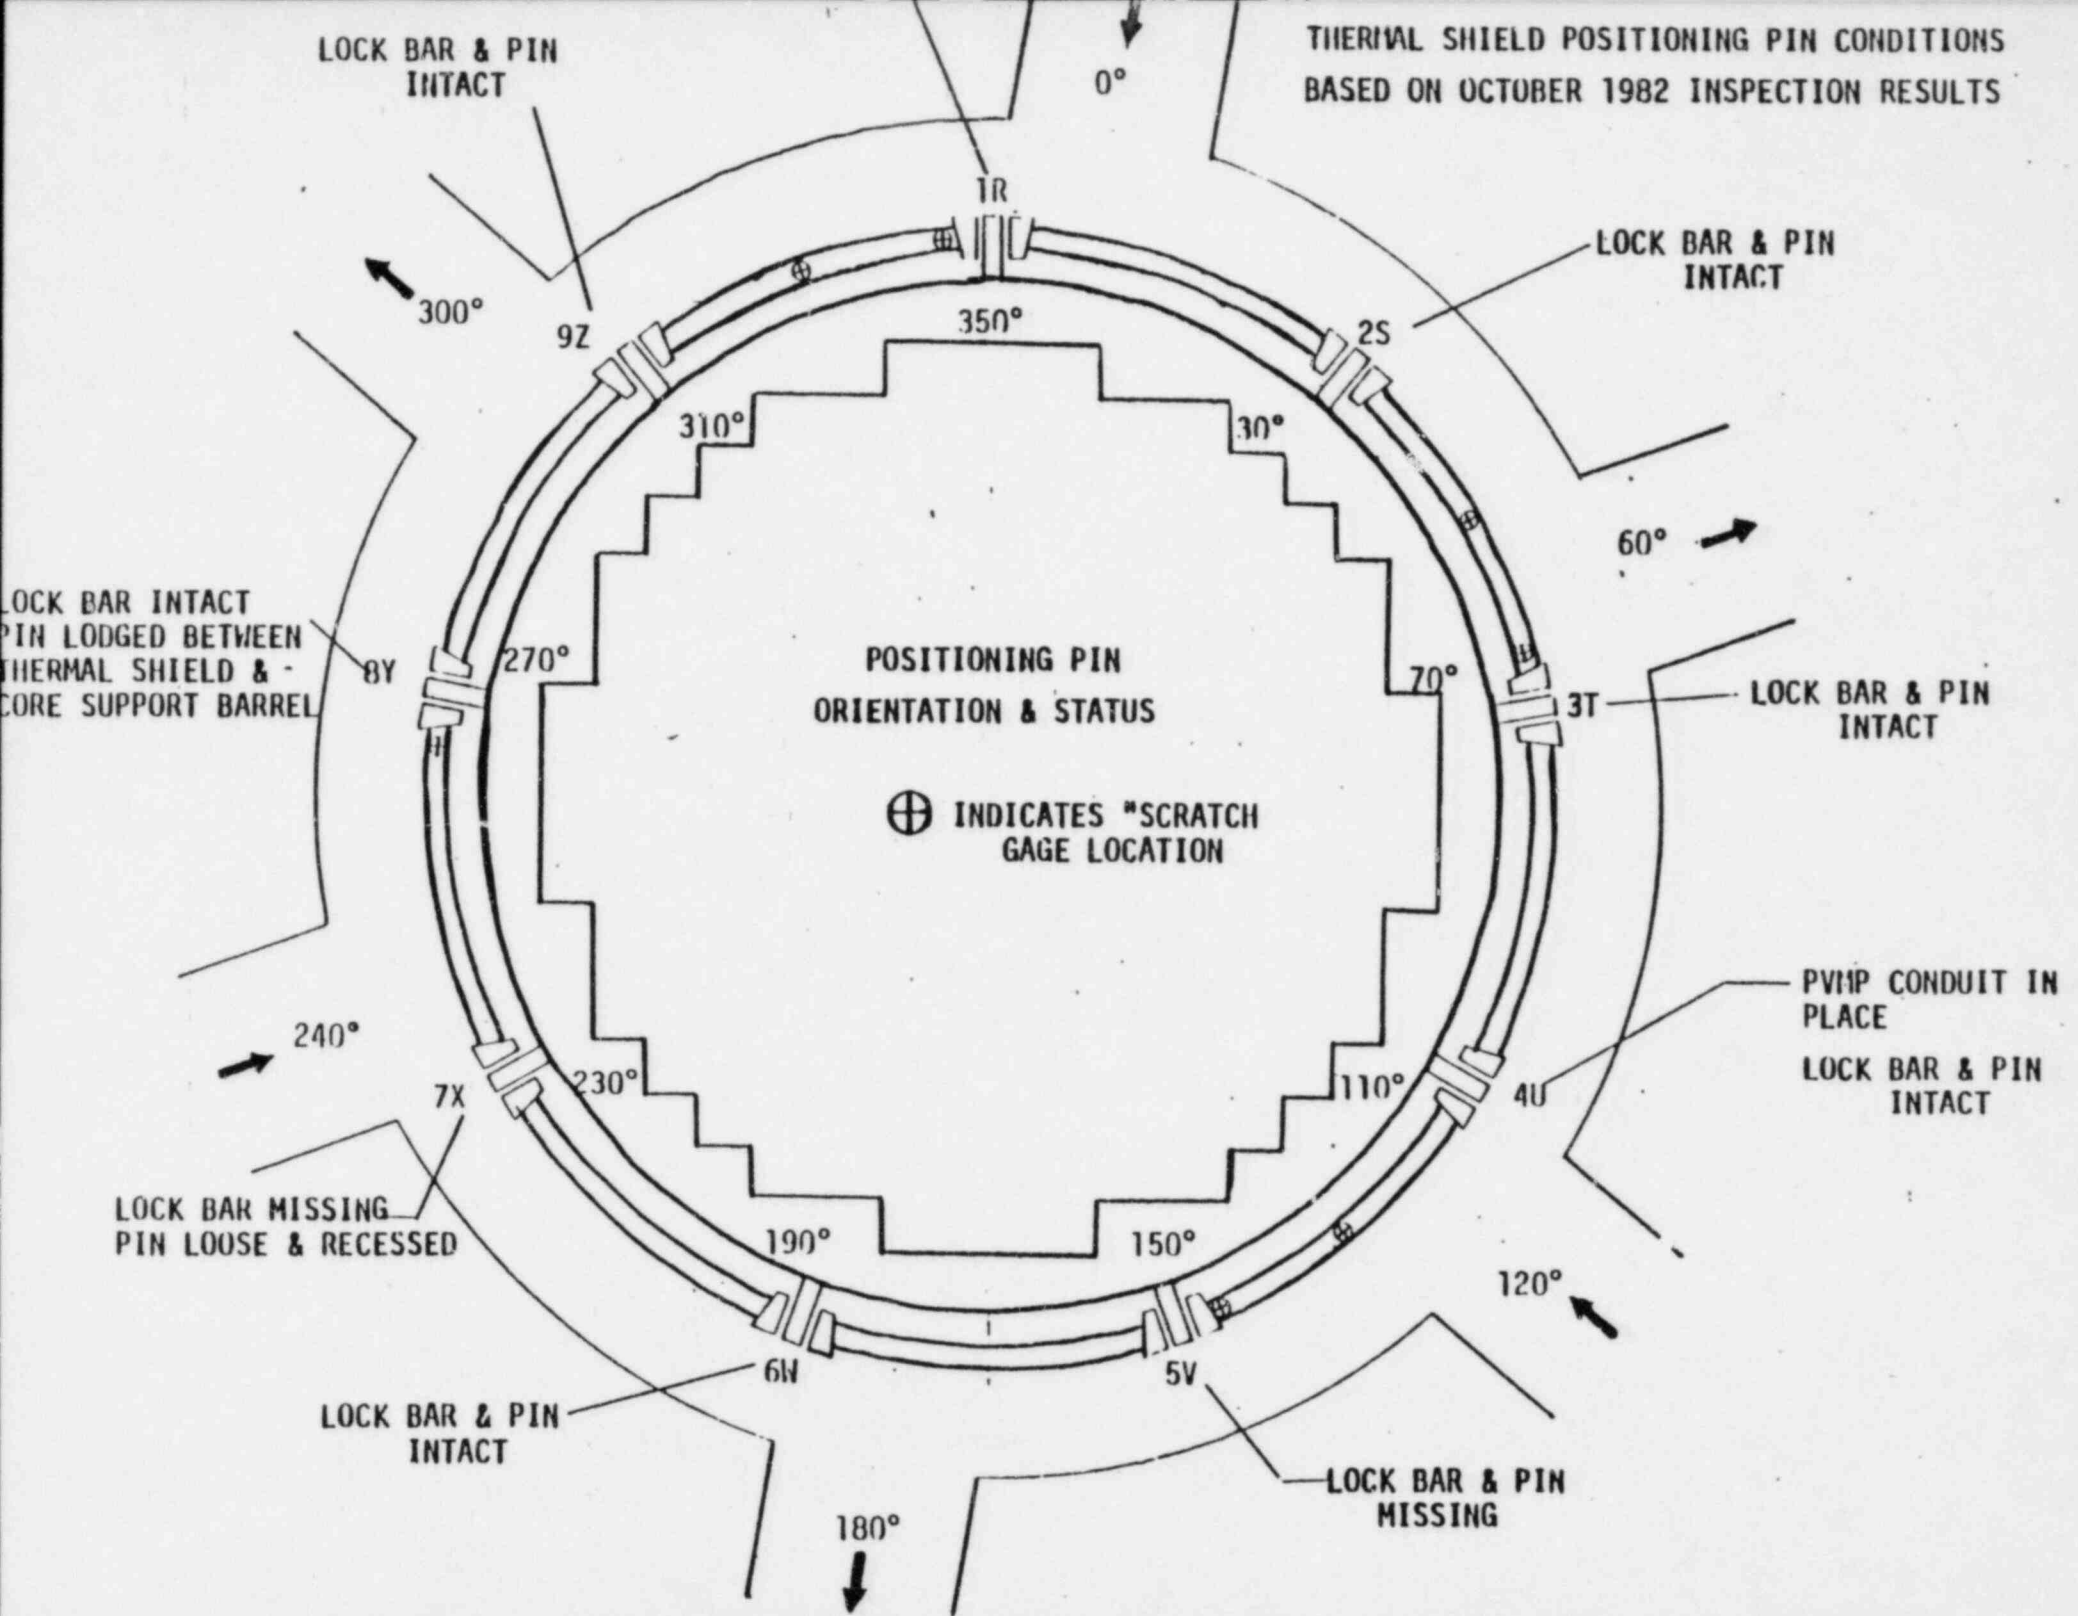 THERMAL SHIELD POSITIONING PIN CONDITIONS
BASED ON OCTOBER 1982 INSPECTION RESULTS
LOCK BAR & PIN
INTACT
0°
1R
LOCK BAR & PIN
INTACT
300°
9Z
2S
350°
310°
30°
60°
LOCK BAR INTACT
PIN LODGED BETWEEN
THERMAL SHIELD & -
CORE SUPPORT BARREL
8Y
270°
POSITIONING PIN
ORIENTATION & STATUS
70°
3T
LOCK BAR & PIN
INTACT
INDICATES "SCRATCH
GAGE LOCATION
PVMP CONDUIT IN
PLACE
LOCK BAR & PIN
INTACT
240°
7X
230°
110°
4U
LOCK BAR MISSING
PIN LOOSE & RECESSED
190°
150°
120°
6W
5V
LOCK BAR & PIN
INTACT
LOCK BAR & PIN
MISSING
180°